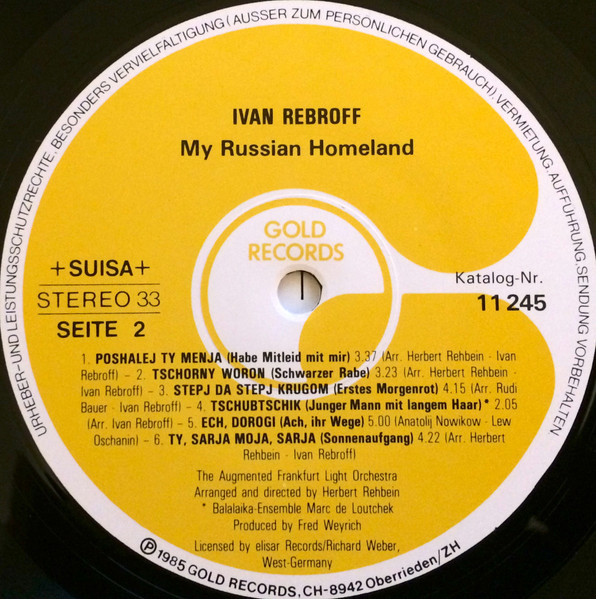 URHEBER-UND LEISTUNGSSCHUTZRECHTE, BESONDERS VERVIELFÄLTIGUNG (AUSSER ZUM PERSÖNLICHEN GEBRAUCH), VERMIETUNG, AUFFÜHRUNG, SENDUNG VORBEHALTEN
IVAN REBROFF
My Russian Homeland
GOLD
RECORDS
+SUISA+
STEREO 33
SEITE 2
Katalog-Nr.
11 245
1. POSHALEJ TY MENJA (Habe Mitleid mit mir) 3.37 (Arr. Herbert Rehbein · Ivan
Rebroff) – 2. TSCHORNY WORON (Schwarzer Rabe) 3.23 (Arr. Herbert Rehbein ·
Ivan Rebroff) – 3. STEPJ DA STEPJ KRUGOM (Erstes Morgenrot) 4.15 (Arr. Rudi
Bauer · Ivan Rebroff) – 4. TSCHUBTSCHIK (Junger Mann mit langem Haar)* 2.05
(Arr. Ivan Rebroff) – 5. ECH, DOROGI (Ach, ihr Wege) 5.00 (Anatolij Nowikow · Lew
Oschanin) – 6. TY, SARJA MOJA, SARJA (Sonnenaufgang) 4.22 (Arr. Herbert
Rehbein · Ivan Rebroff)
The Augmented Frankfurt Light Orchestra
Arranged and directed by Herbert Rehbein
* Balalaika-Ensemble Marc de Loutchek
Produced by Fred Weyrich
Licensed by elisar Records/Richard Weber,
West-Germany
Ⓟ 1985 GOLD RECORDS, CH-8942 Oberrieden/ZH